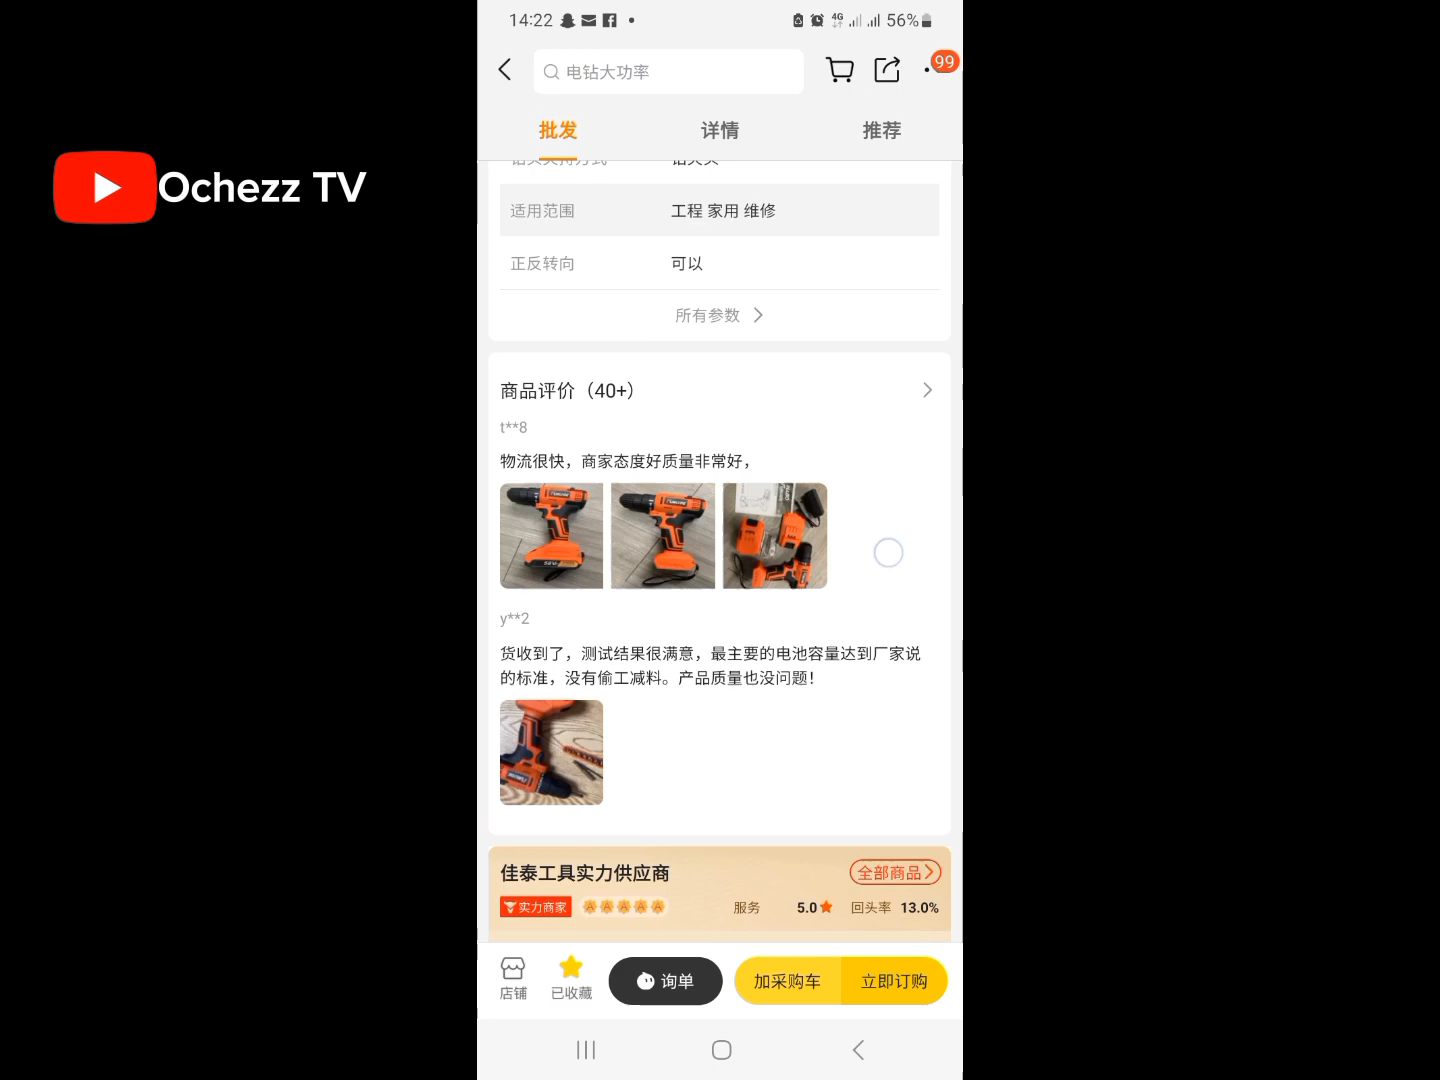 14:22
4G
56%
电钻大功率
99
批发
详情
推荐
Ochezz TV
适用范围
工程 家用 维修
正反转向
可以
所有参数
商品评价（40+）
t**8
物流很快，商家态度好质量非常好，
y**2
货收到了，测试结果很满意，最主要的电池容量达到厂家说
的标准，没有偷工减料。产品质量也没问题！
佳泰工具实力供应商
全部商品
实力商家
服务
5.0
回头率
13.0%
店铺
已收藏
询单
加采购车
立即订购